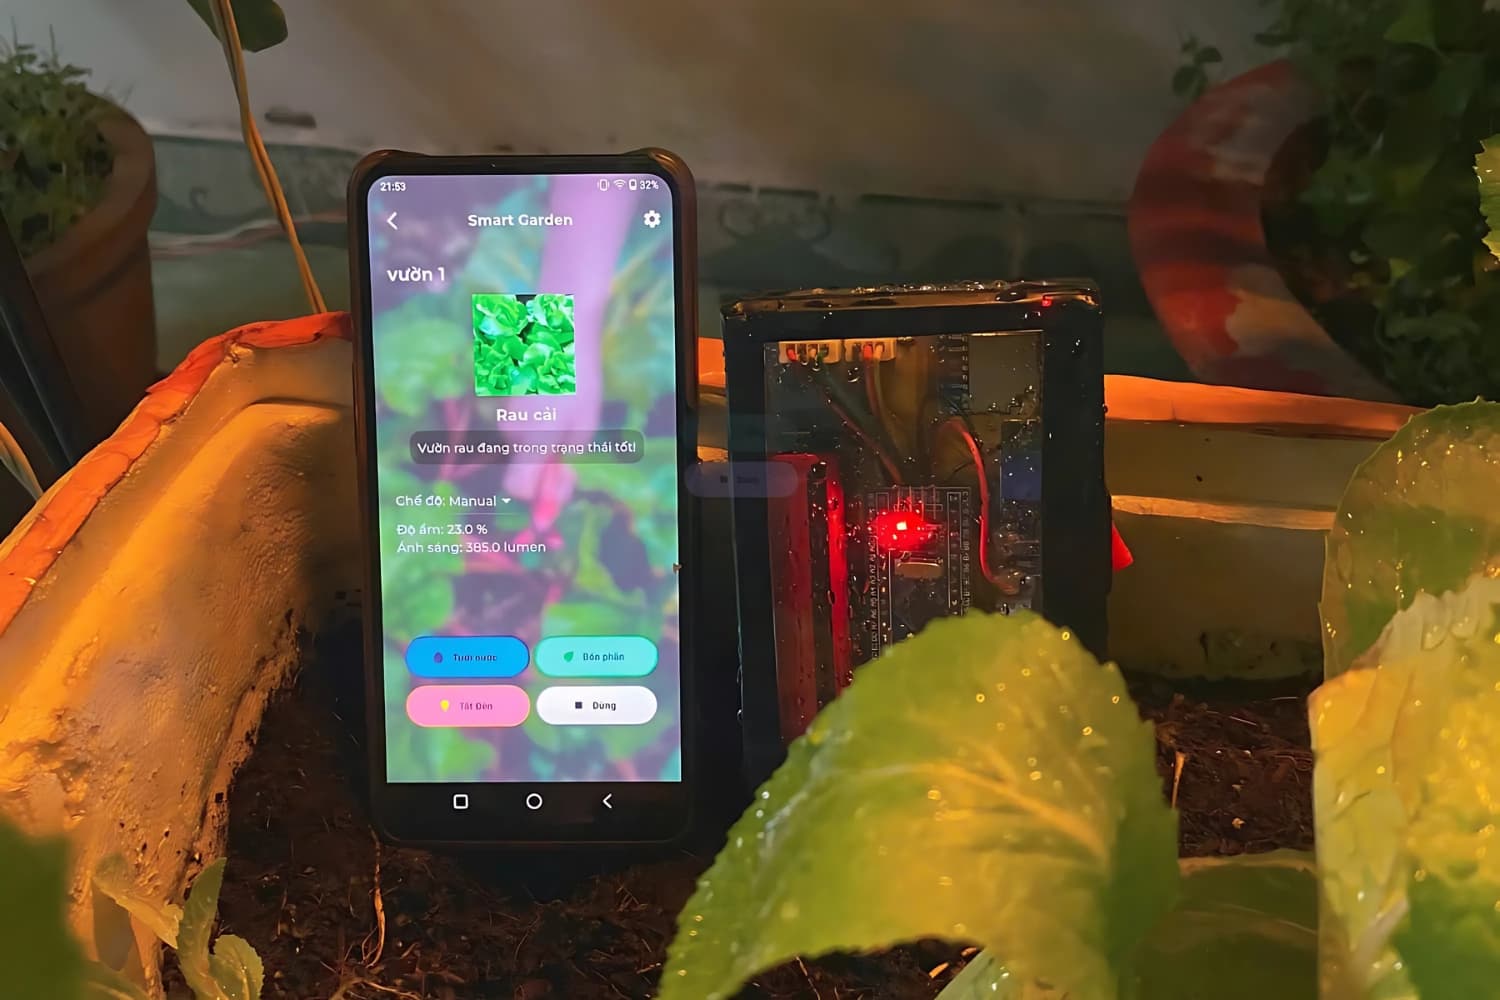 21:53
32%
Smart Garden
vườn 1
Rau cải
Vườn rau đang trong trạng thái tốt!
Chế độ: Manual
Độ ẩm: 23.0 %
Ánh sáng: 385.0 lumen
Tưới nước
Bón phân
Tắt Đèn
Dừng